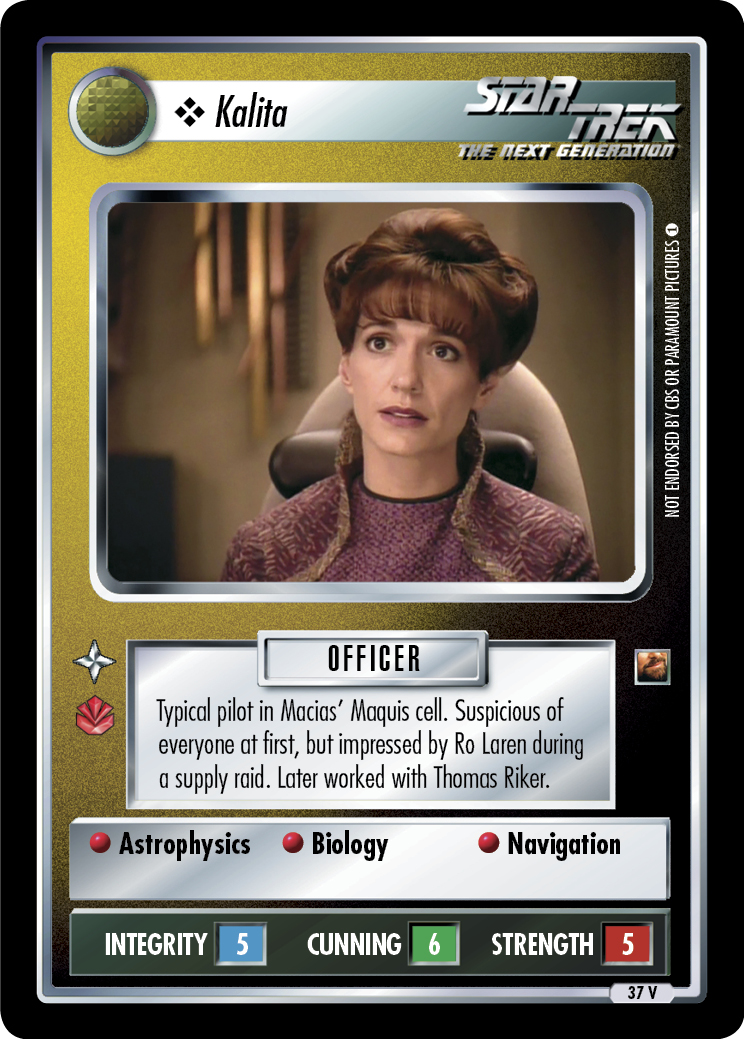 ❖ Kalita
STAR TREK
THE NEXT GENERATION
NOT ENDORSED BY CBS OR PARAMOUNT PICTURES 1
OFFICER
Typical pilot in Macias’ Maquis cell. Suspicious of
everyone at first, but impressed by Ro Laren during
a supply raid. Later worked with Thomas Riker.
Astrophysics Biology Navigation
INTEGRITY 5 CUNNING 6 STRENGTH 5
37 V